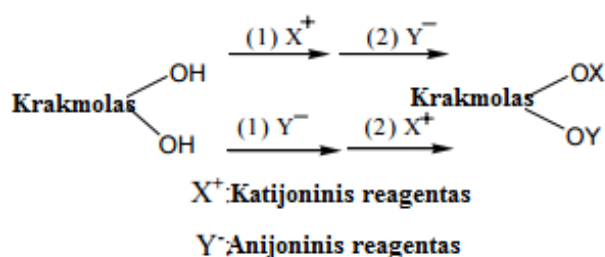 (1) X⁺ (2) Y⁻
OH OX
Krakmolas Krakmolas
OH (1) Y⁻ (2) X⁺ OY
X⁺:Katijoninis reagentas
Y⁻:Anijoninis reagentas